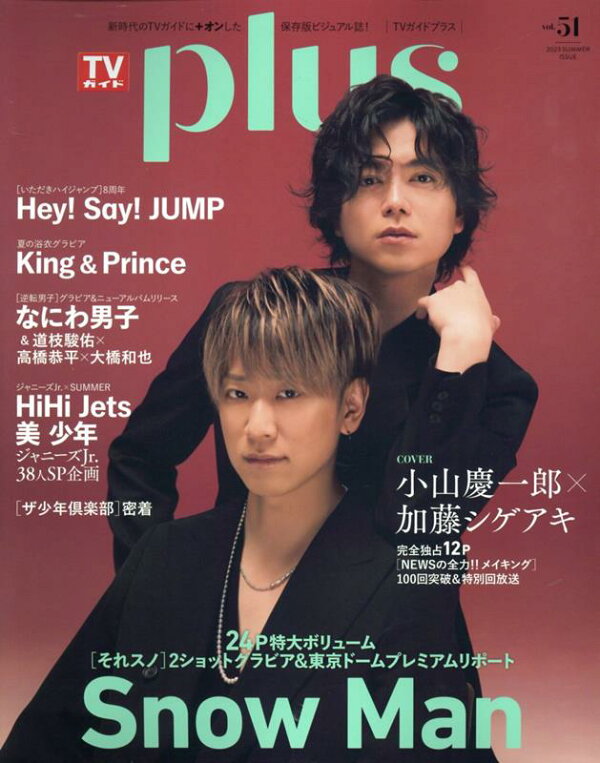 新時代のTVガイドに+オンした 保存版ビジュアル誌! TVガイドプラス
vol.51
2023 SUMMER
ISSUE
TV
ガイド
plus
[いただきハイジャンプ]8周年
Hey! Say! JUMP
夏の浴衣グラビア
King & Prince
[逆転男子]グラビア&ニューアルバムリリース
なにわ男子
&道枝駿佑×
高橋恭平×大橋和也
ジャニーズJr.×SUMMER
HiHi Jets
美 少年
ジャニーズJr.
38人SP企画
[ザ少年倶楽部]密着
COVER
小山慶一郎×
加藤シゲアキ
完全独占12P
[NEWSの全力!!メイキング]
100回突破&特別回放送
24P特大ボリューム
[それスノ]2ショットグラビア&東京ドームプレミアムリポート
Snow Man